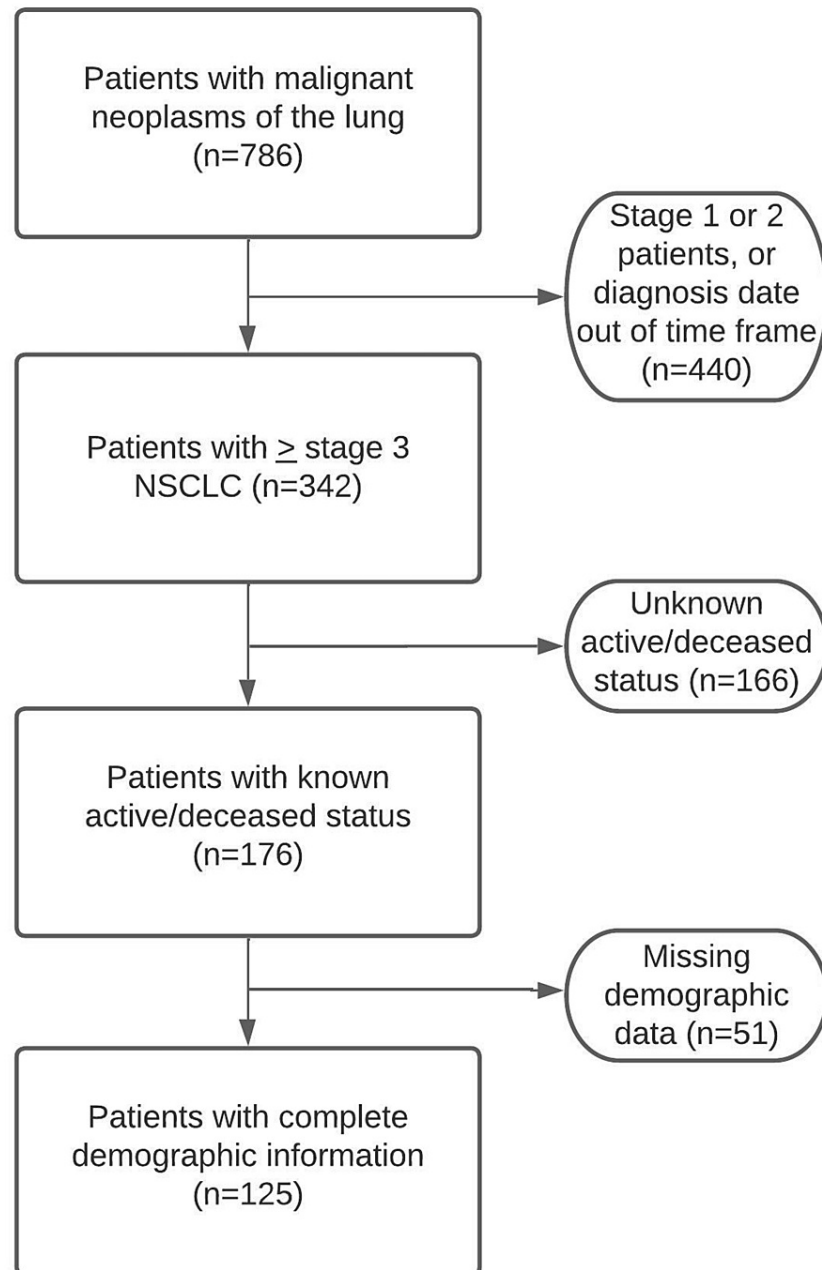 Patients with malignant
neoplasms of the lung
(n=786)
Stage 1 or 2
patients, or
diagnosis date
out of time frame
(n=440)
Patients with ≥ stage 3
NSCLC (n=342)
Unknown
active/deceased
status (n=166)
Patients with known
active/deceased status
(n=176)
Missing
demographic
data (n=51)
Patients with complete
demographic information
(n=125)